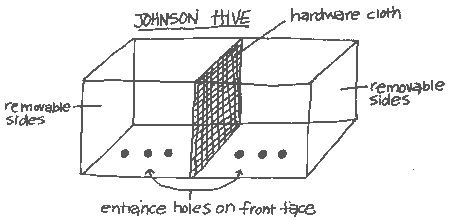 JOHNSON HIVE
hardware cloth
removable
sides
removable
sides
entrance holes on front face